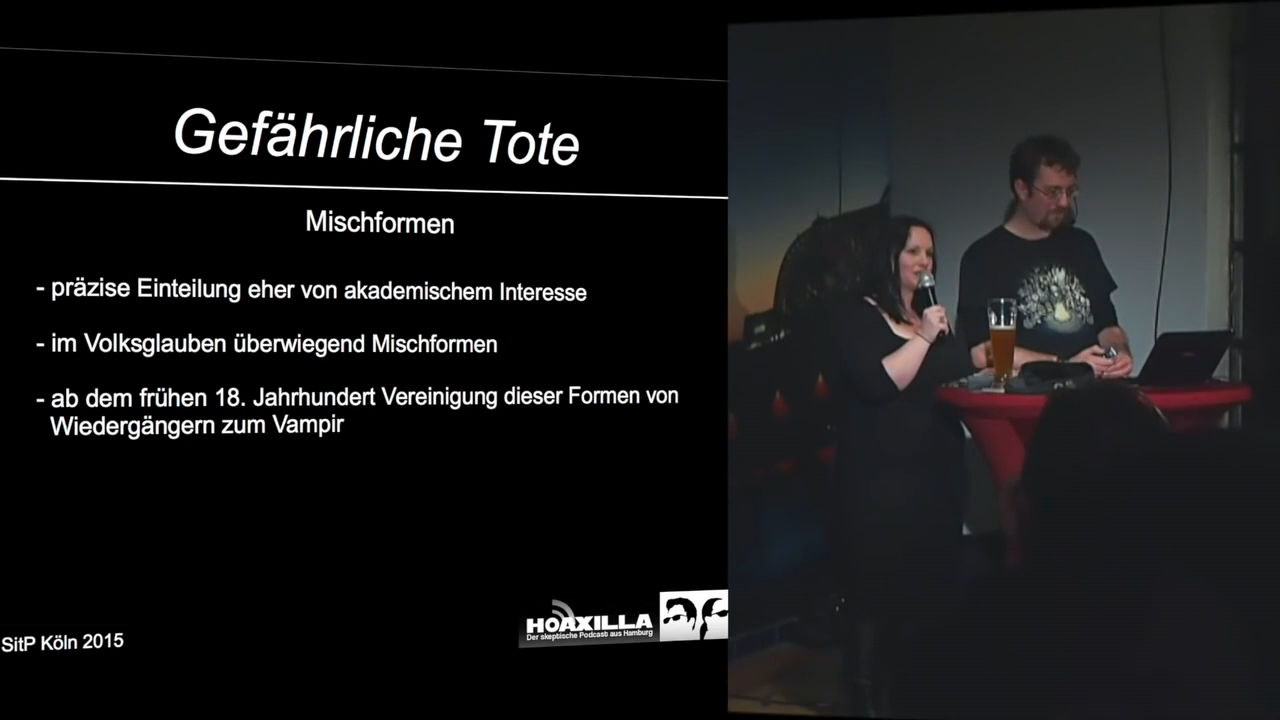 Gefährliche Tote
Mischformen
- präzise Einteilung eher von akademischem Interesse
- im Volksglauben überwiegend Mischformen
- ab dem frühen 18. Jahrhundert Vereinigung dieser Formen von
Wiedergängern zum Vampir
HOAXILLA
Der skeptische Podcast aus Hamburg
SitP Köln 2015